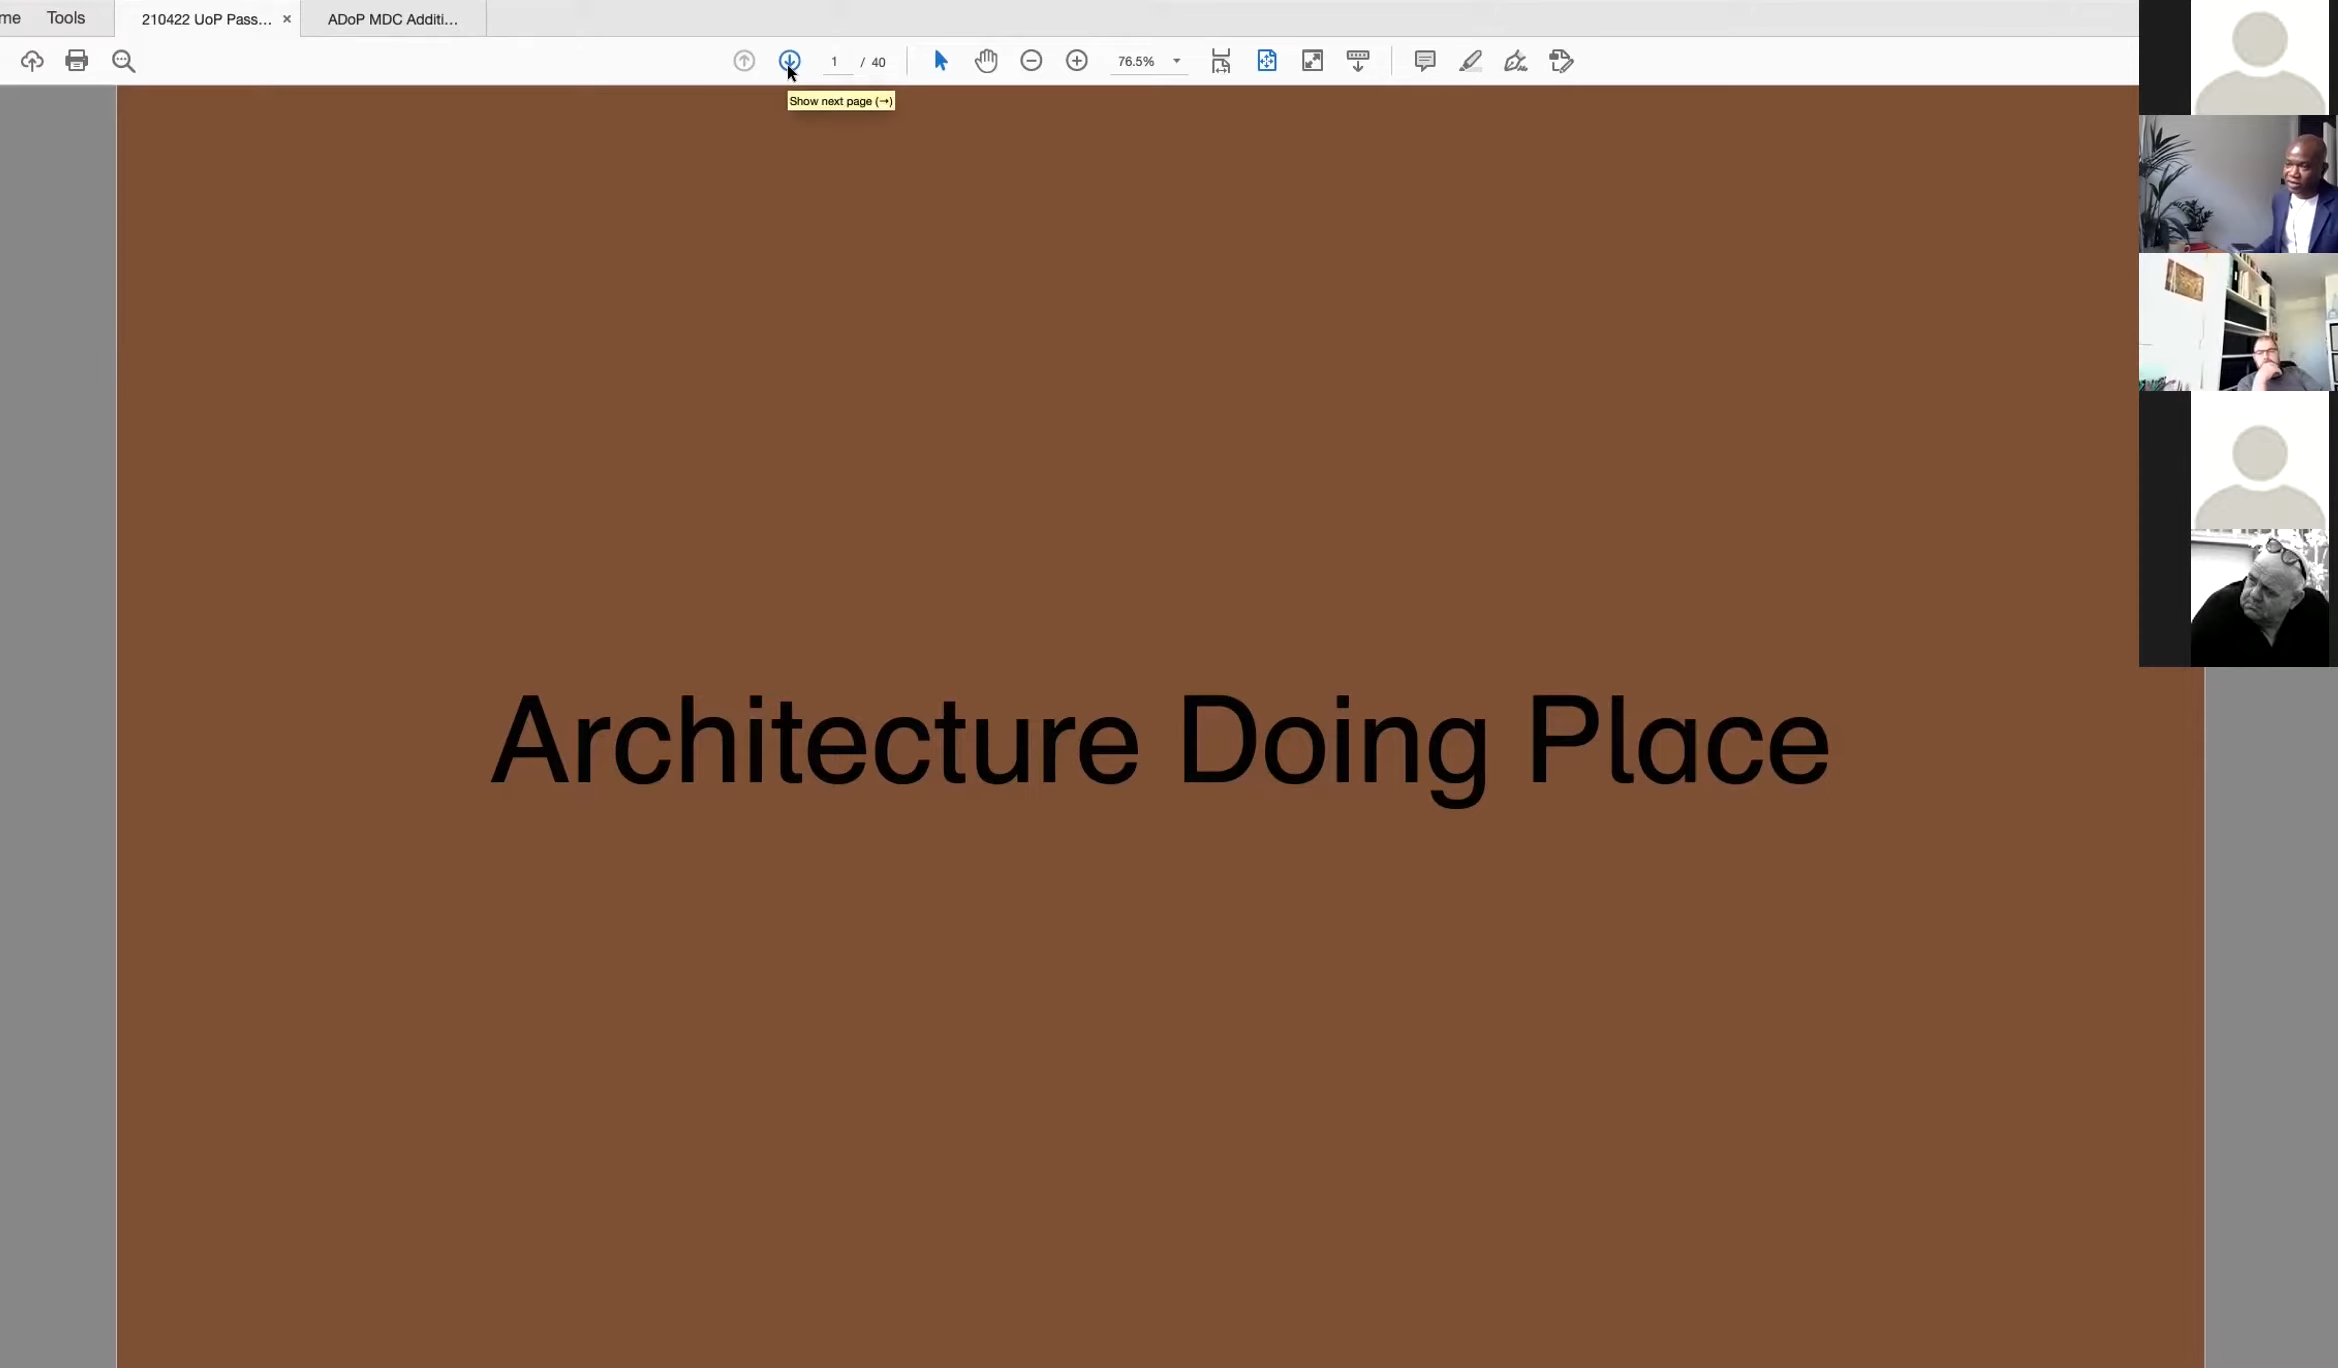 me Tools 210422 UoP Pass... × ADoP MDC Additi...
1 / 40 76.5%
Show next page (→)
Architecture Doing Place